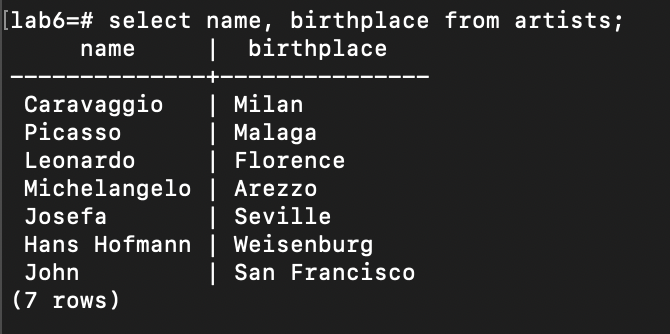 [lab6=# select name, birthplace from artists;
     name     |  birthplace
--------------+---------------
 Caravaggio   | Milan
 Picasso      | Malaga
 Leonardo     | Florence
 Michelangelo | Arezzo
 Josefa       | Seville
 Hans Hofmann | Weisenburg
 John         | San Francisco
(7 rows)